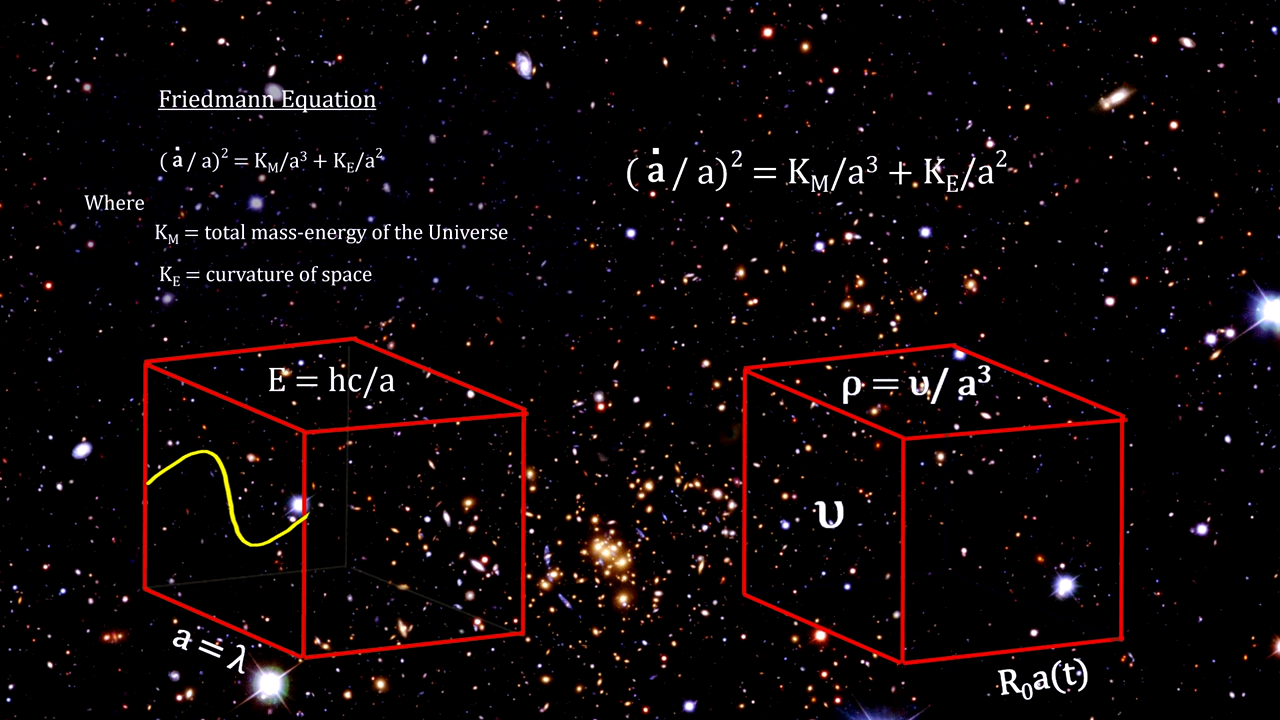 Friedmann Equation
(ȧ / a)² = K_M/a³ + K_E/a²
Where
K_M = total mass-energy of the Universe
K_E = curvature of space
(ȧ / a)² = K_M/a³ + K_E/a²
E = hc/a
a = λ
ρ = υ/ a³
υ
R₀a(t)